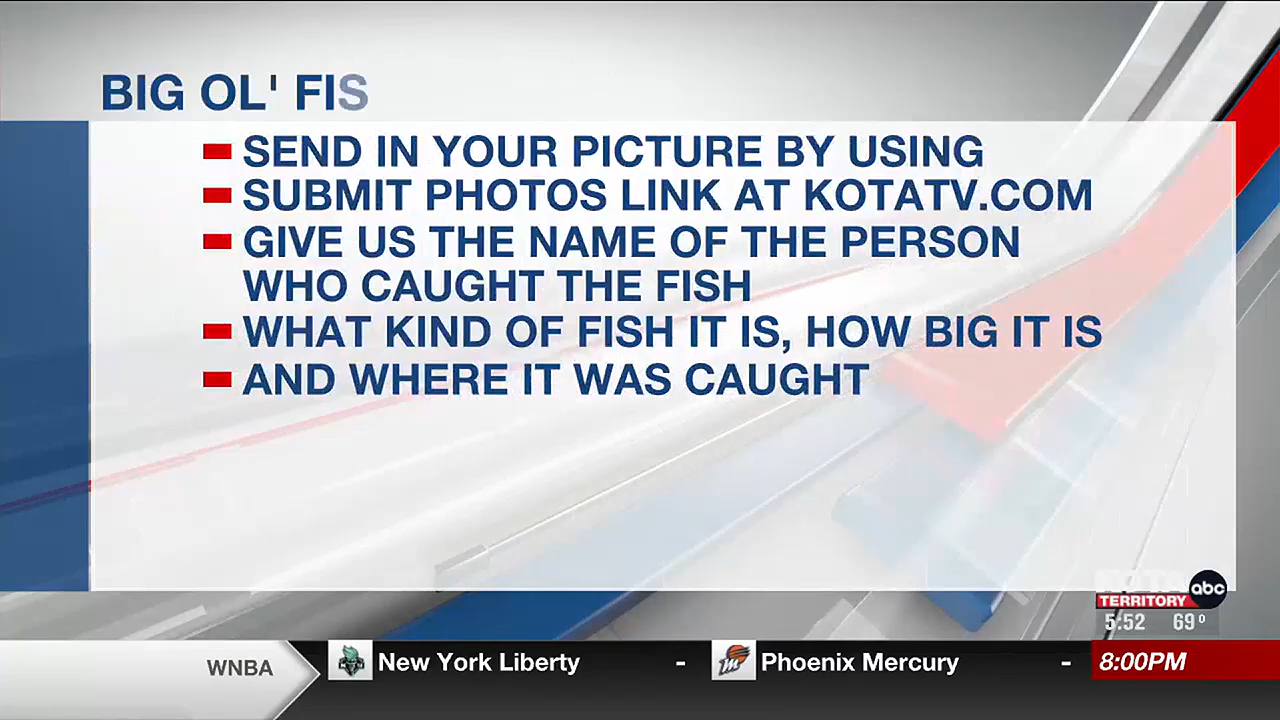 BIG OL' FIS
SEND IN YOUR PICTURE BY USING
SUBMIT PHOTOS LINK AT KOTATV.COM
GIVE US THE NAME OF THE PERSON
WHO CAUGHT THE FISH
WHAT KIND OF FISH IT IS, HOW BIG IT IS
AND WHERE IT WAS CAUGHT
KOTA
TERRITORY abc
5:52 69°
WNBA New York Liberty - Phoenix Mercury - 8:00PM